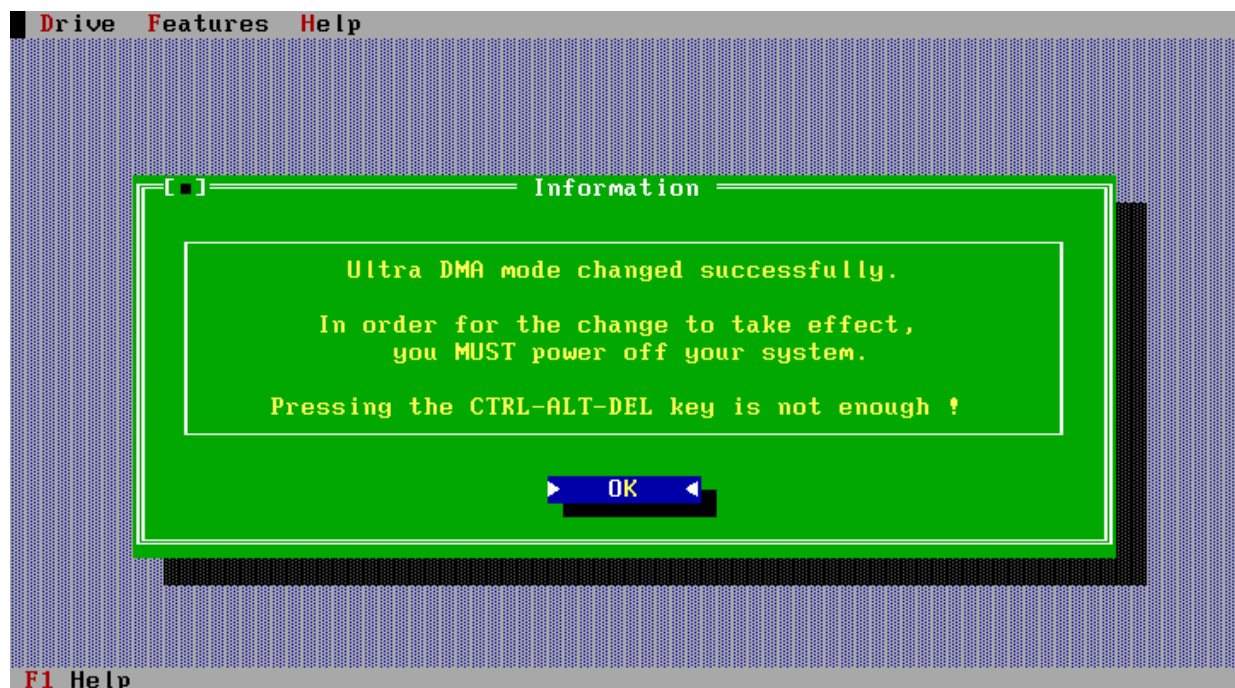 Drive Features Help
Information
Ultra DMA mode changed successfully.
In order for the change to take effect,
you MUST power off your system.
Pressing the CTRL-ALT-DEL key is not enough !
OK
F1 Help